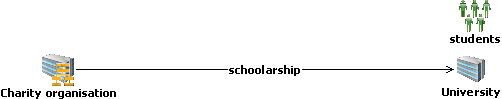 students
schoolarship
Charity organisation
University